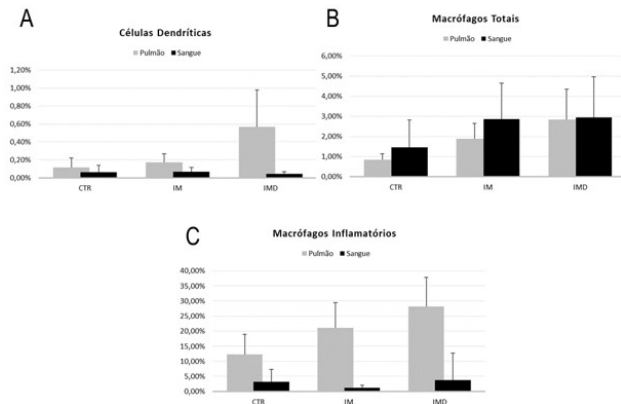 A
Células Dendríticas
Pulmão Sangue
1,20%
1,00%
0,80%
0,60%
0,40%
0,20%
0,00%
CTR IM IMD
B
Macrófagos Totais
Pulmão Sangue
6,00%
5,00%
4,00%
3,00%
2,00%
1,00%
0,00%
CTR IM IMD
C
Macrófagos Inflamatórios
Pulmão Sangue
40,00%
35,00%
30,00%
25,00%
20,00%
15,00%
10,00%
5,00%
0,00%
CTR IM IMD